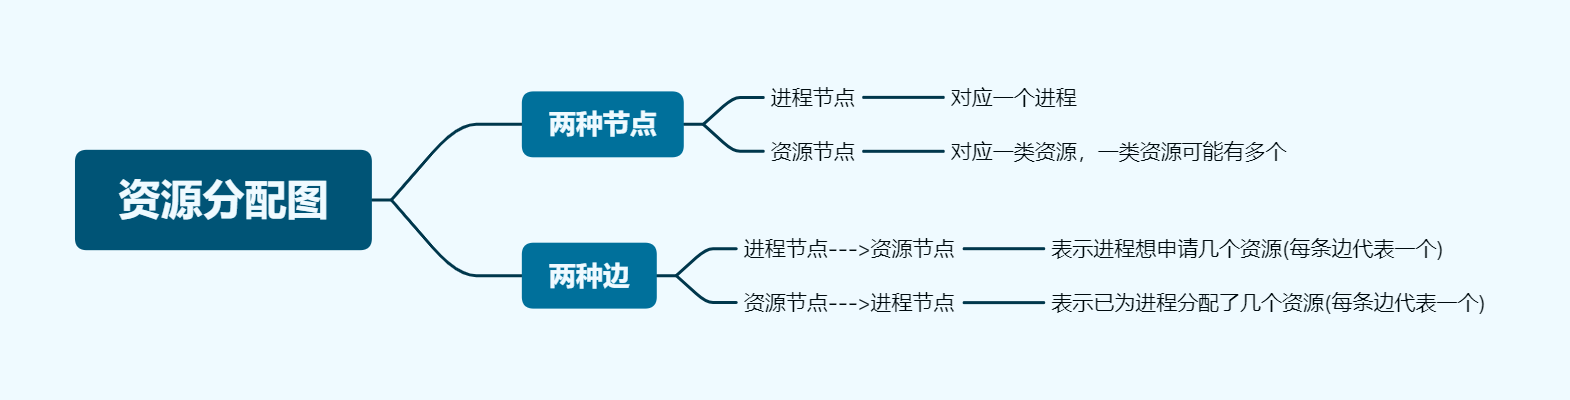 资源分配图
两种节点
进程节点
对应一个进程
资源节点
对应一类资源，一类资源可能有多个
两种边
进程节点--->资源节点
表示进程想申请几个资源(每条边代表一个)
资源节点--->进程节点
表示已为进程分配了几个资源(每条边代表一个)